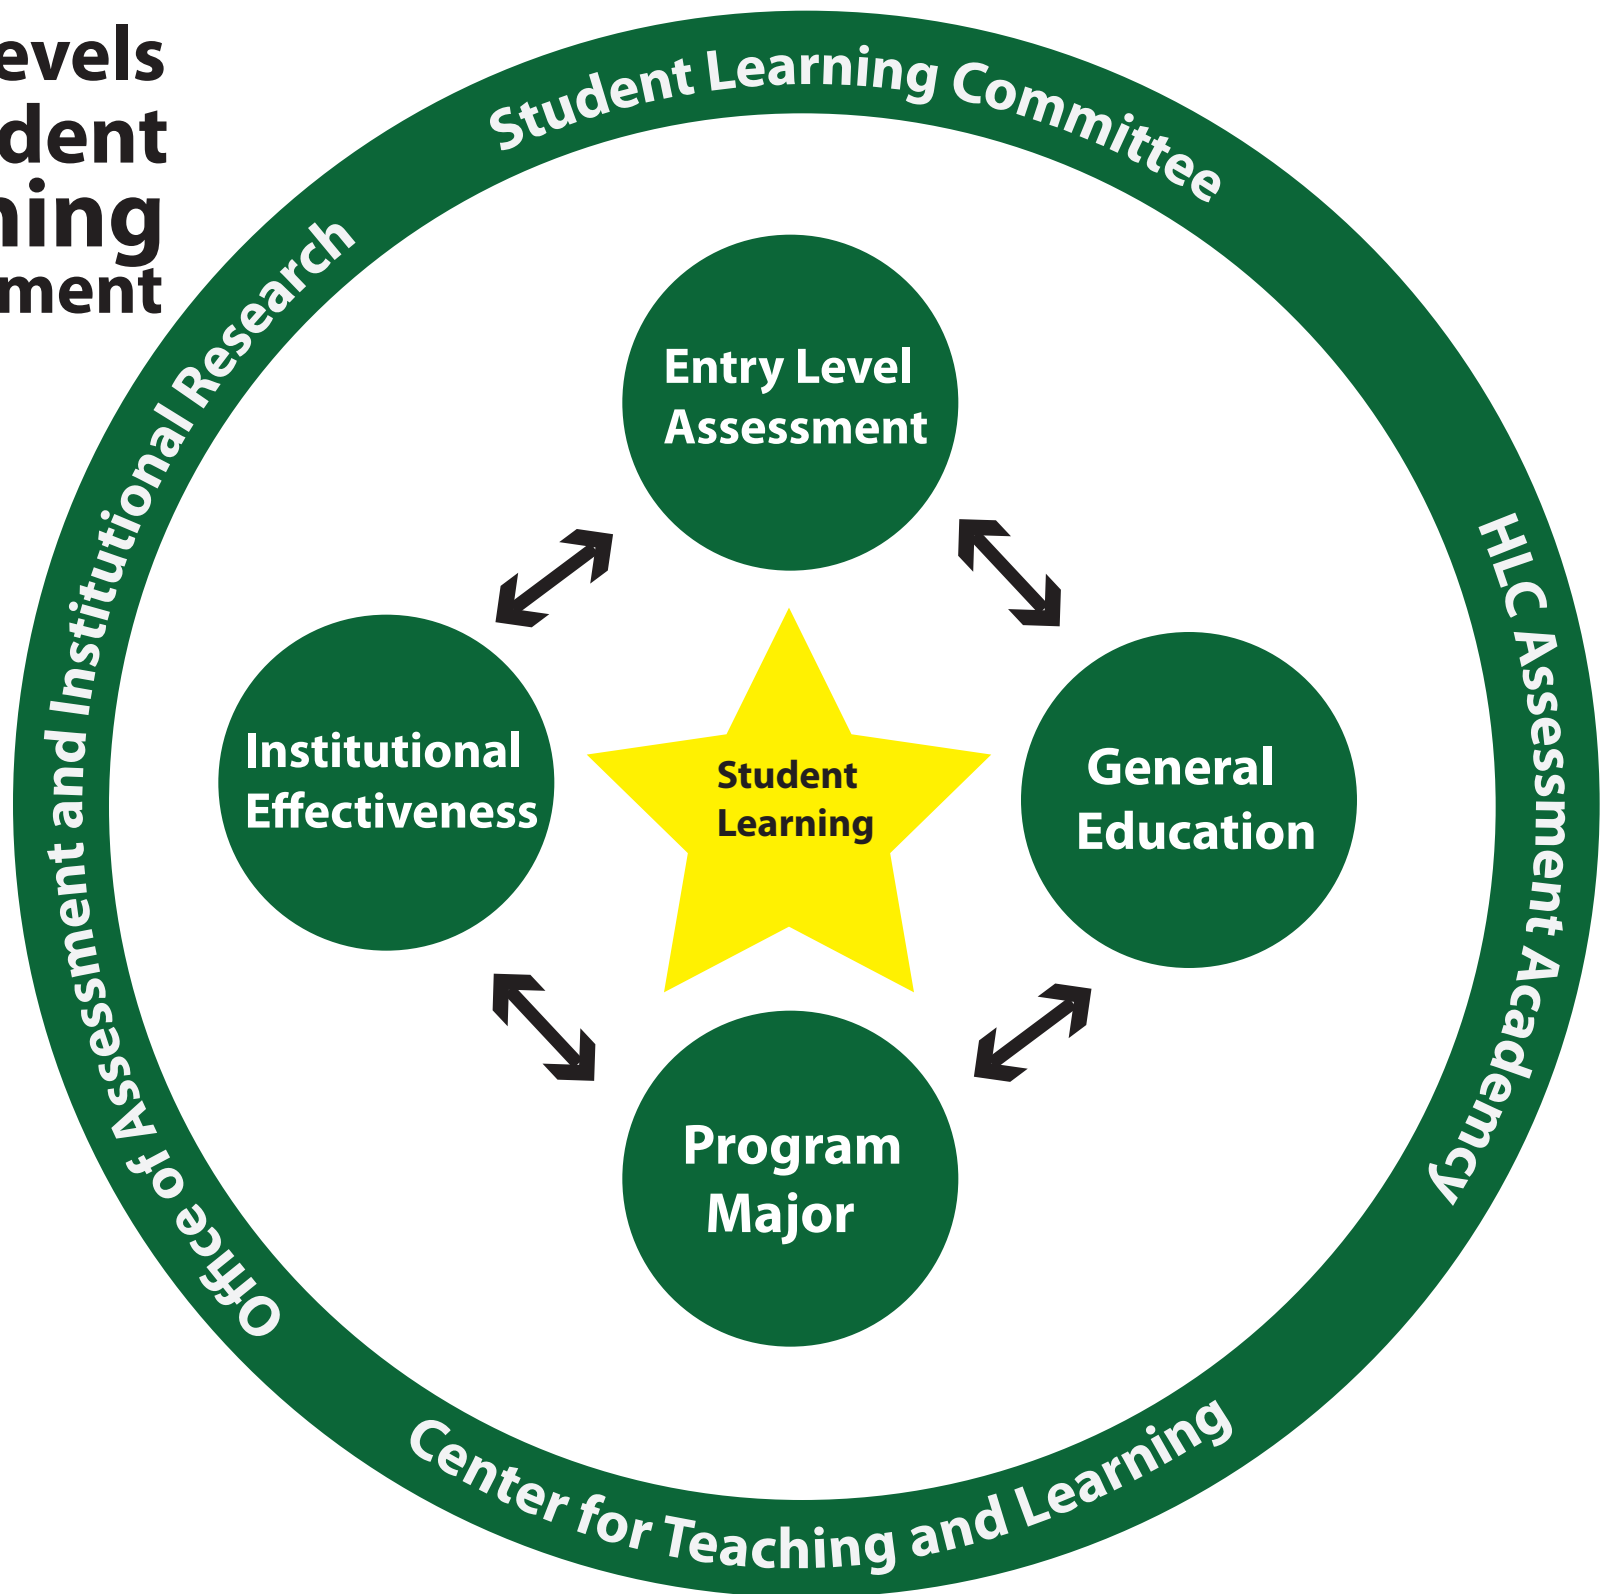 evels
dent
ning
ment
Student Learning Committee
Office of Assessment and Institutional Research
HLC Assessment Academcy
Center for Teaching and Learning
Entry Level
Assessment
Institutional
Effectiveness
Student
Learning
General
Education
Program
Major